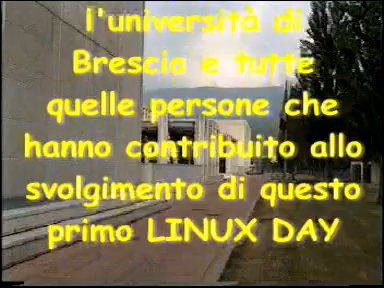 l'università di
Brescia e tutte
quelle persone che
hanno contribuito allo
svolgimento di questo
primo LINUX DAY